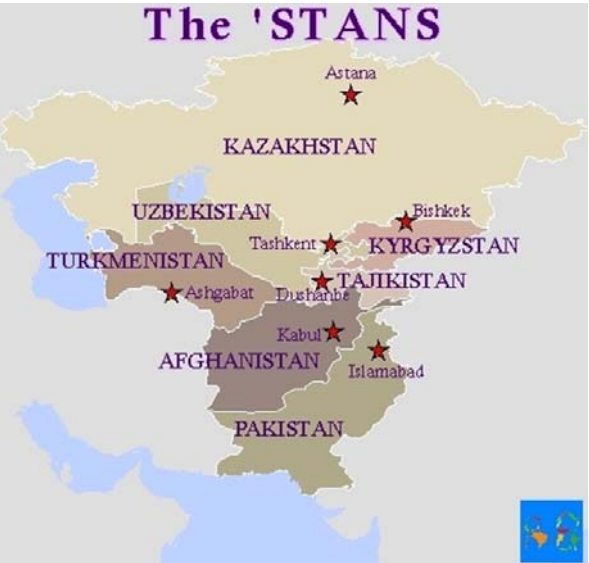 The 'STANS
Astana
KAZAKHSTAN
UZBEKISTAN
Bishkek
Tashkent
KYRGYZSTAN
TURKMENISTAN
TAJIKISTAN
Ashgabat
Dushanbe
Kabul
AFGHANISTAN
Islamabad
PAKISTAN